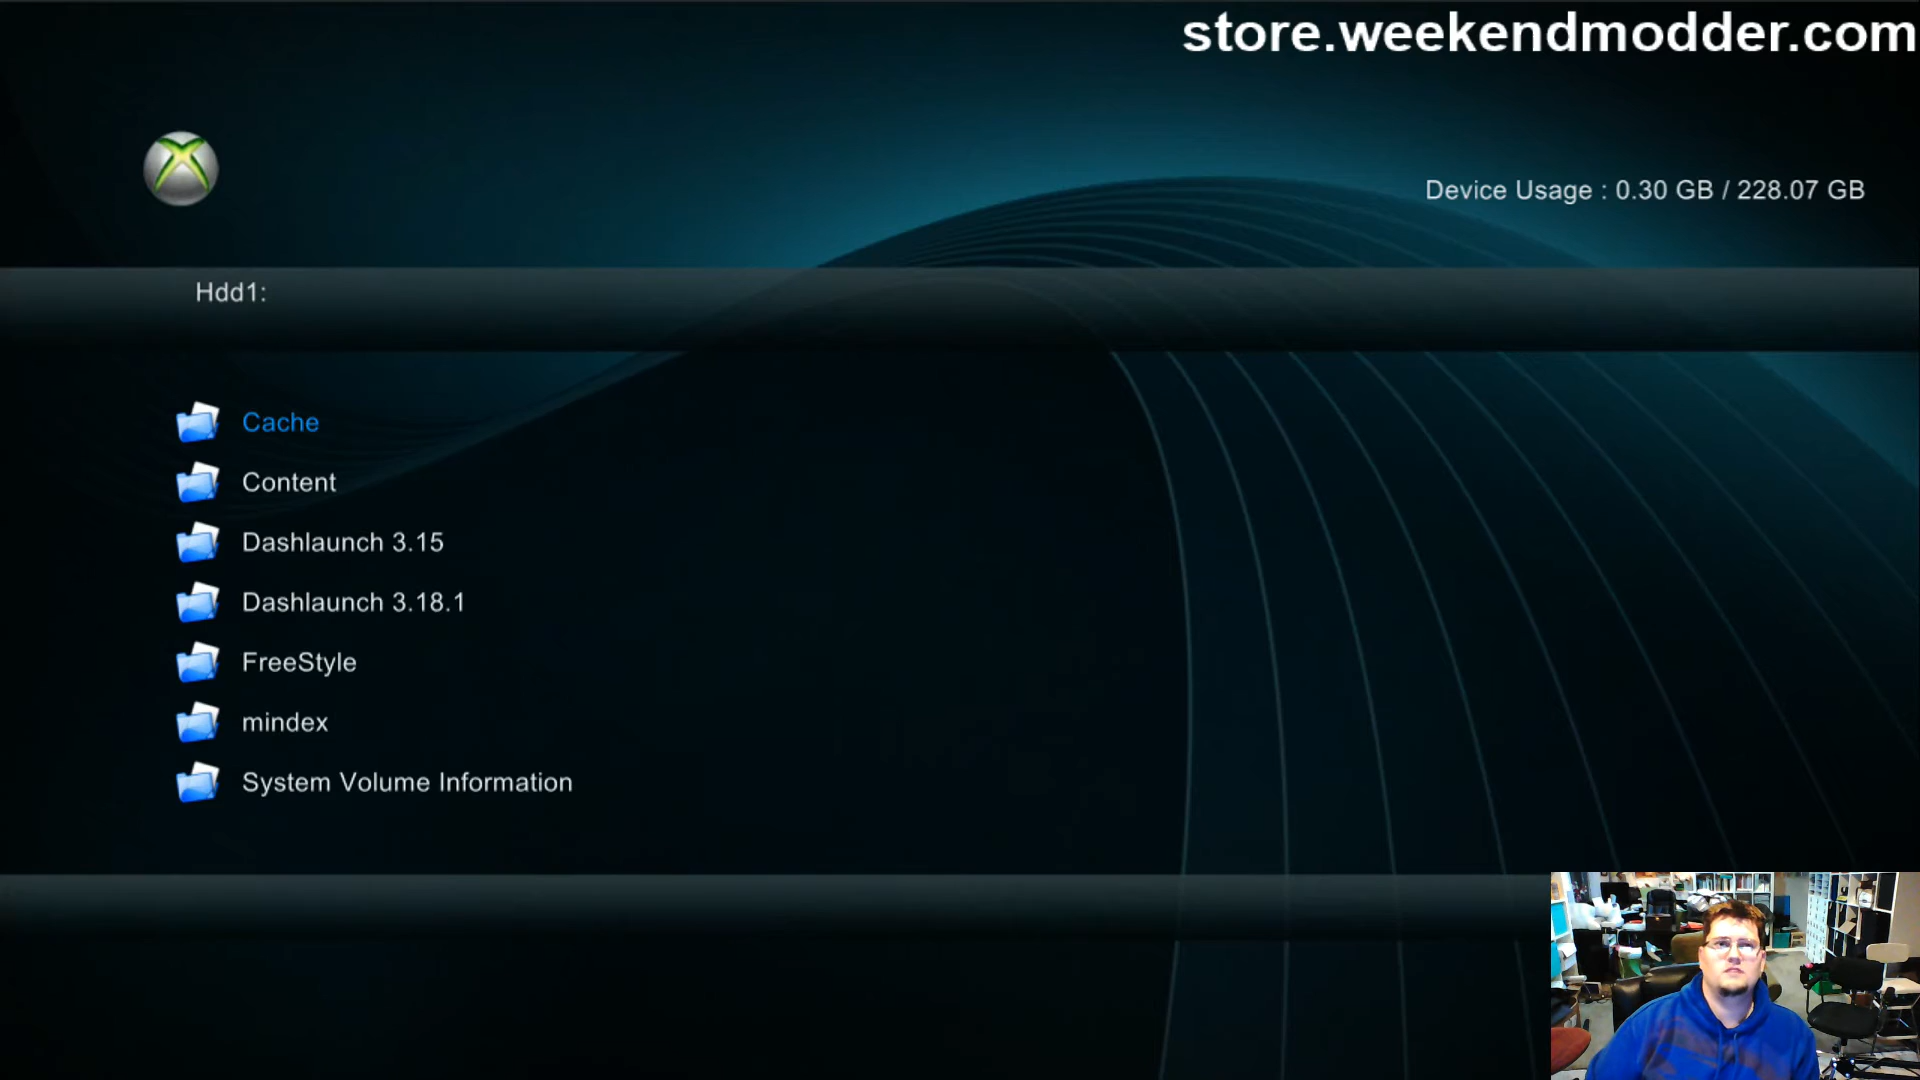 store.weekendmodder.com
Device Usage : 0.30 GB / 228.07 GB
Hdd1:
Cache
Content
Dashlaunch 3.15
Dashlaunch 3.18.1
FreeStyle
mindex
System Volume Information